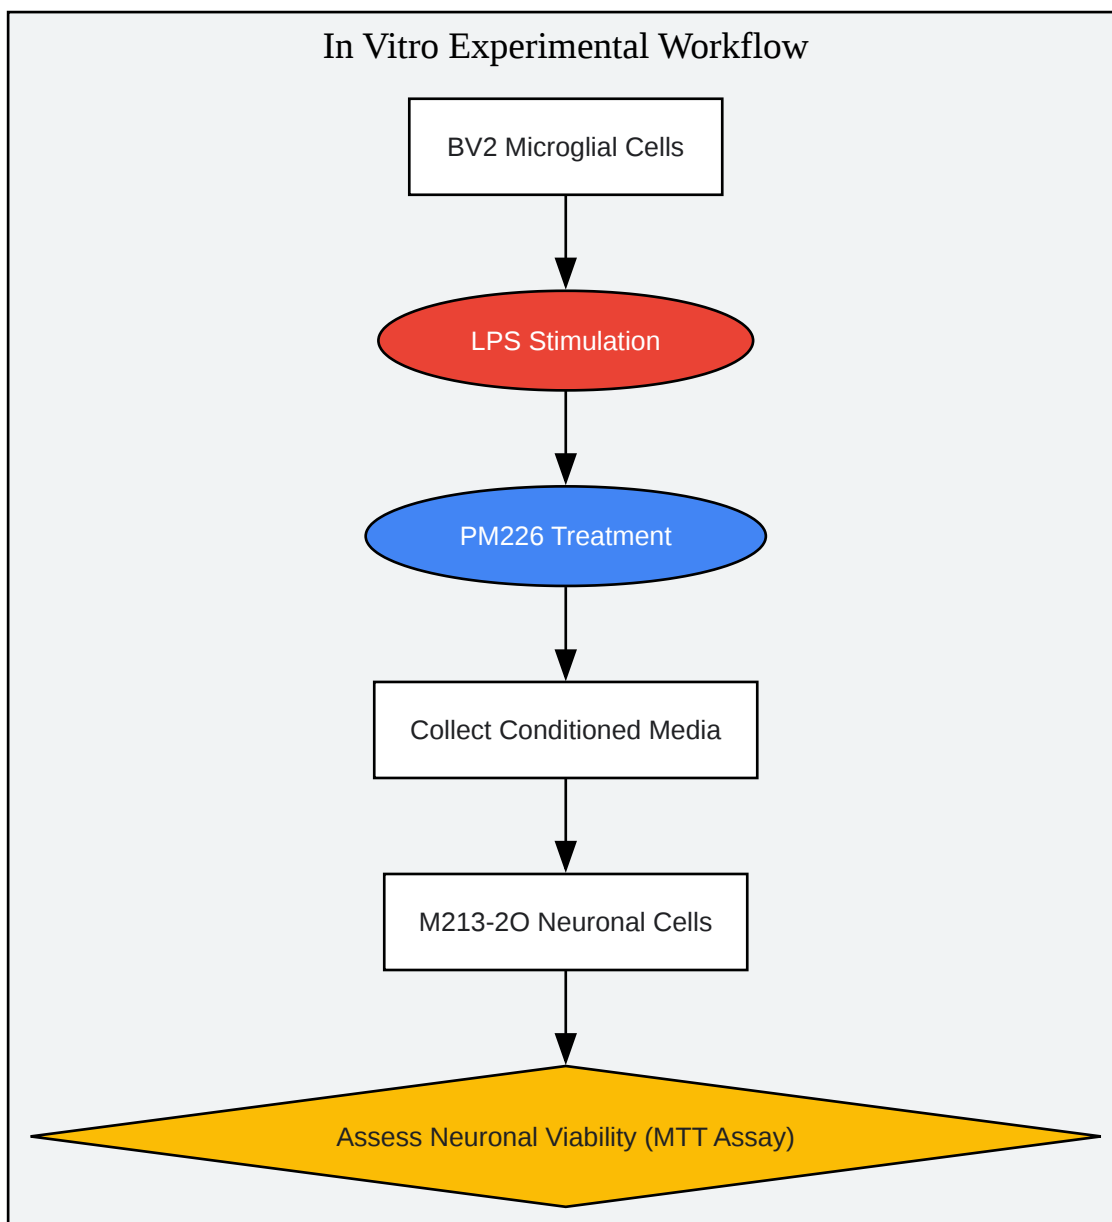 In Vitro Experimental Workflow
BV2 Microglial Cells
LPS Stimulation
PM226 Treatment
Collect Conditioned Media
M213-2O Neuronal Cells
Assess Neuronal Viability (MTT Assay)